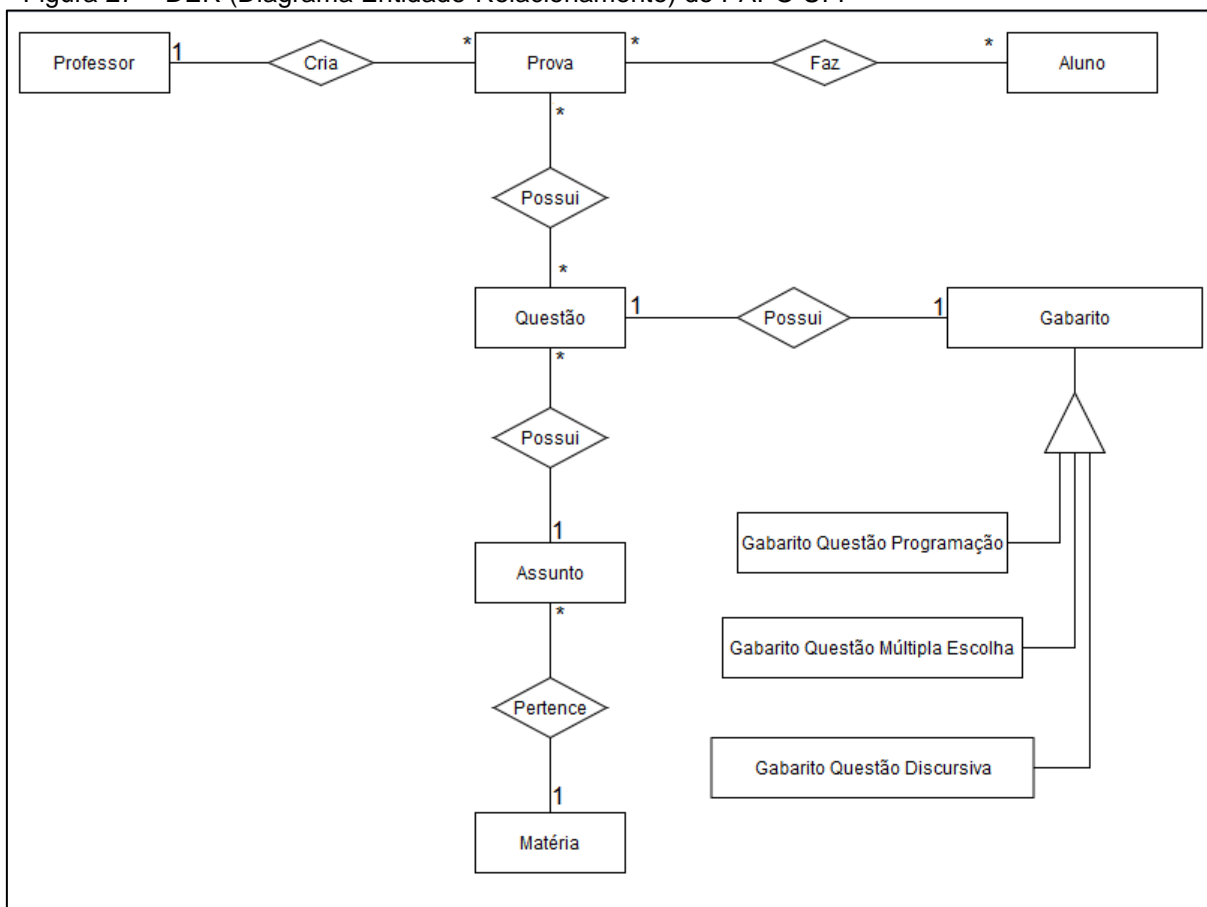 Professor 1 Cria * Prova * Faz * Aluno
*
Possui
*
Questão 1 Possui 1 Gabarito
*
Possui
Gabarito Questão Programação
1
Assunto
*
Gabarito Questão Múltipla Escolha
Pertence
Gabarito Questão Discursiva
1
Matéria